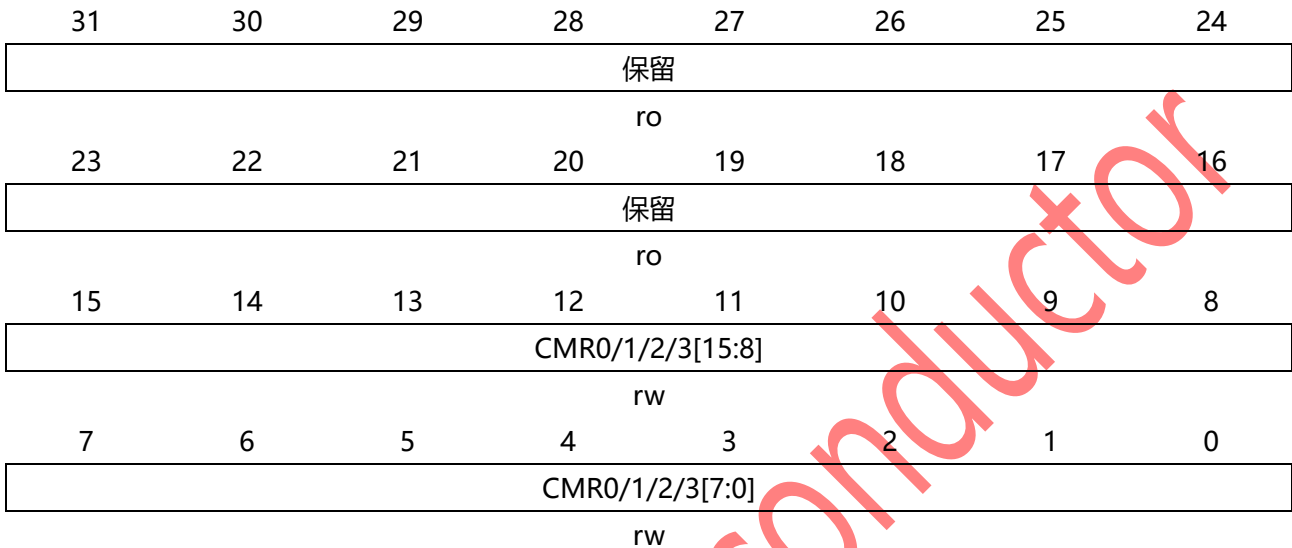 31 30 29 28 27 26 25 24
保留
ro
23 22 21 20 19 18 17 16
保留
ro
15 14 13 12 11 10 9 8
CMR0/1/2/3[15:8]
rw
7 6 5 4 3 2 1 0
CMR0/1/2/3[7:0]
rw
onductor